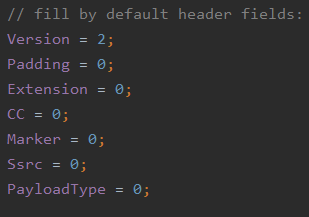 // fill by default header fields:
Version = 2;
Padding = 0;
Extension = 0;
CC = 0;
Marker = 0;
Ssrc = 0;
PayloadType = 0;